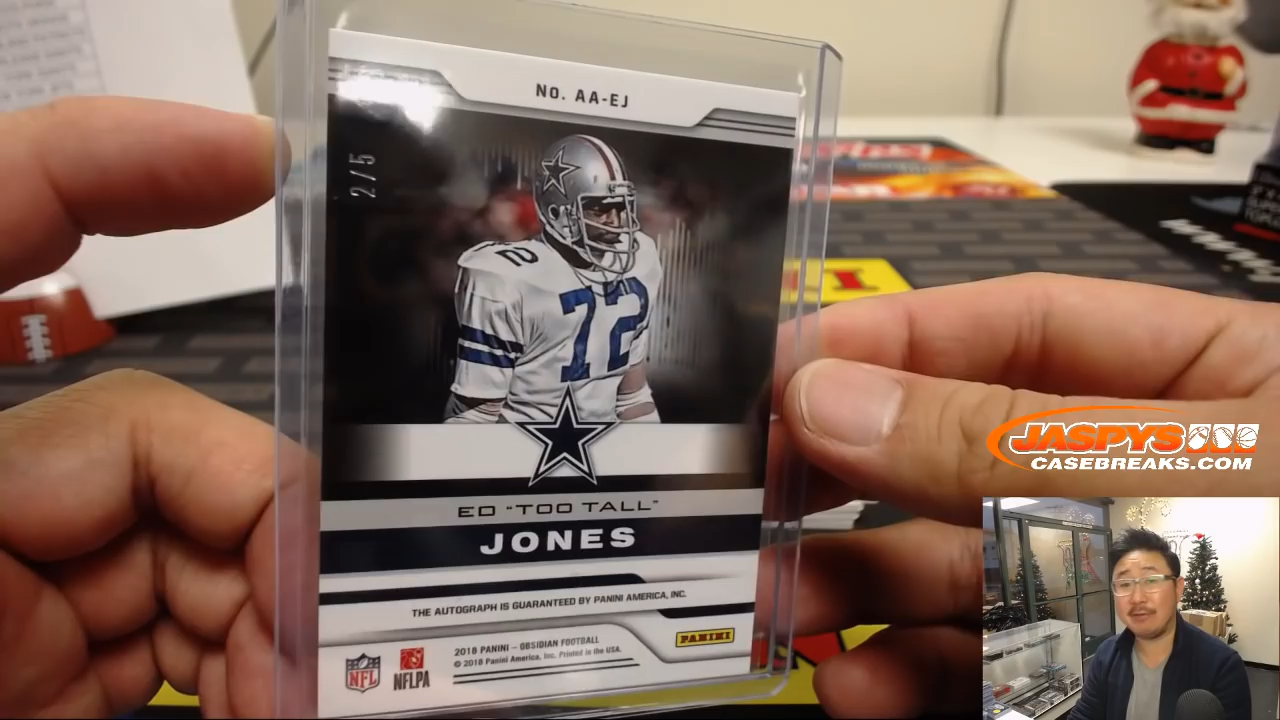 No. AA-EJ
2/5
72
72
ED "TOO TALL"
JONES
THE AUTOGRAPH IS GUARANTEED BY PANINI AMERICA, INC.
2018 PANINI – OBSIDIAN FOOTBALL
© 2018 Panini America, Inc. Printed in the USA.
PANINI
NFL
NFLPA
JASPYS
CASEBREAKS.COM